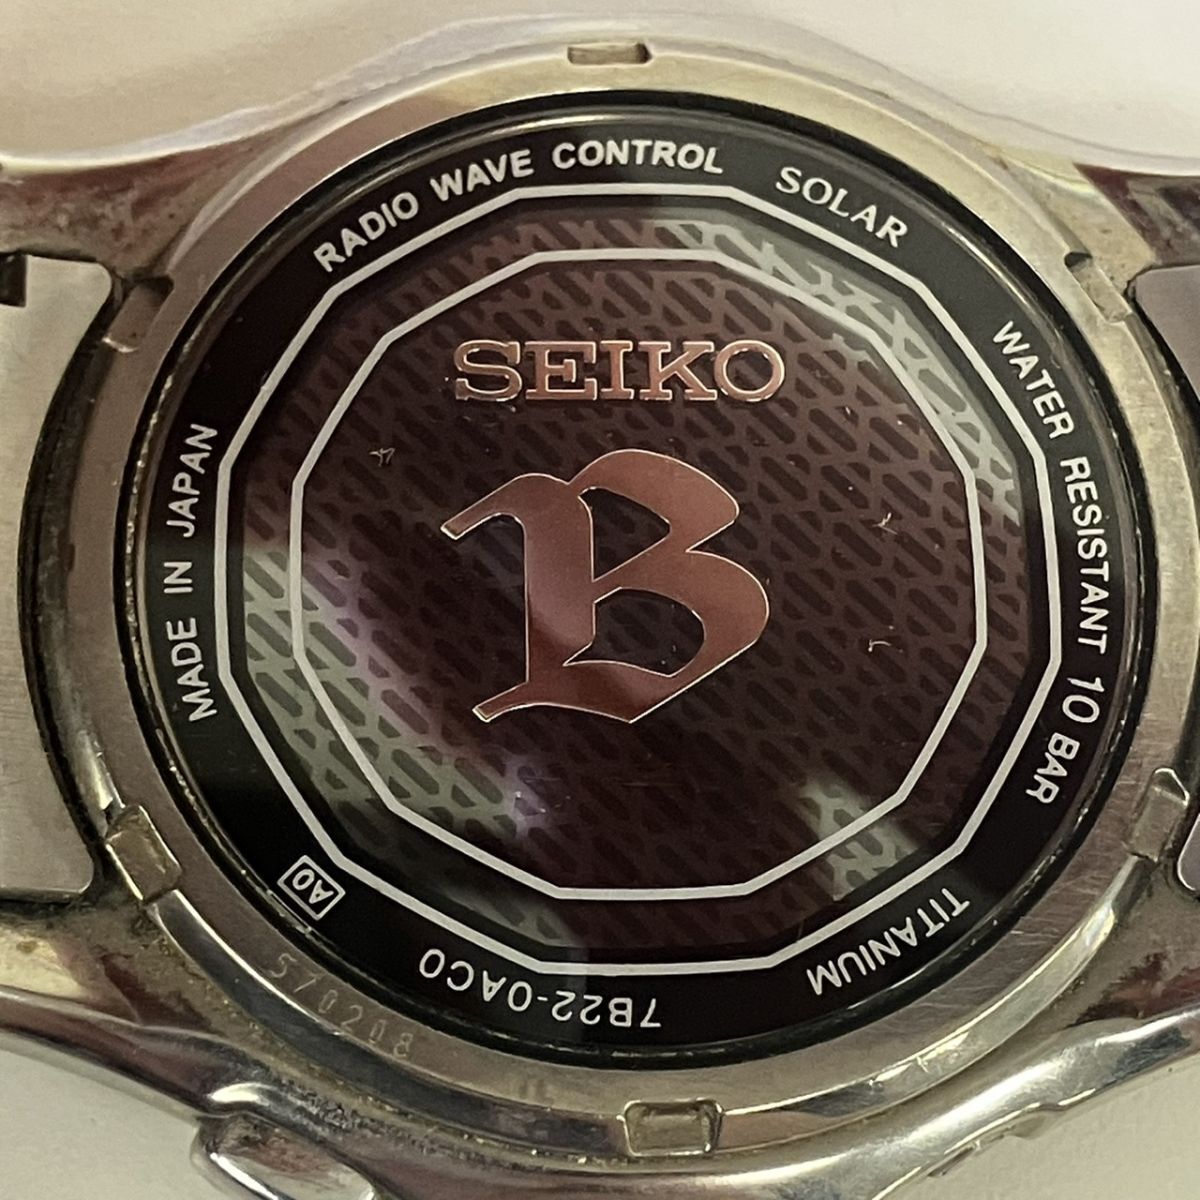 RADIO WAVE CONTROL
SOLAR
WATER RESISTANT 10 BAR
TITANIUM
7B22-0AC0
A0
MADE IN JAPAN
SEIKO
B
570208